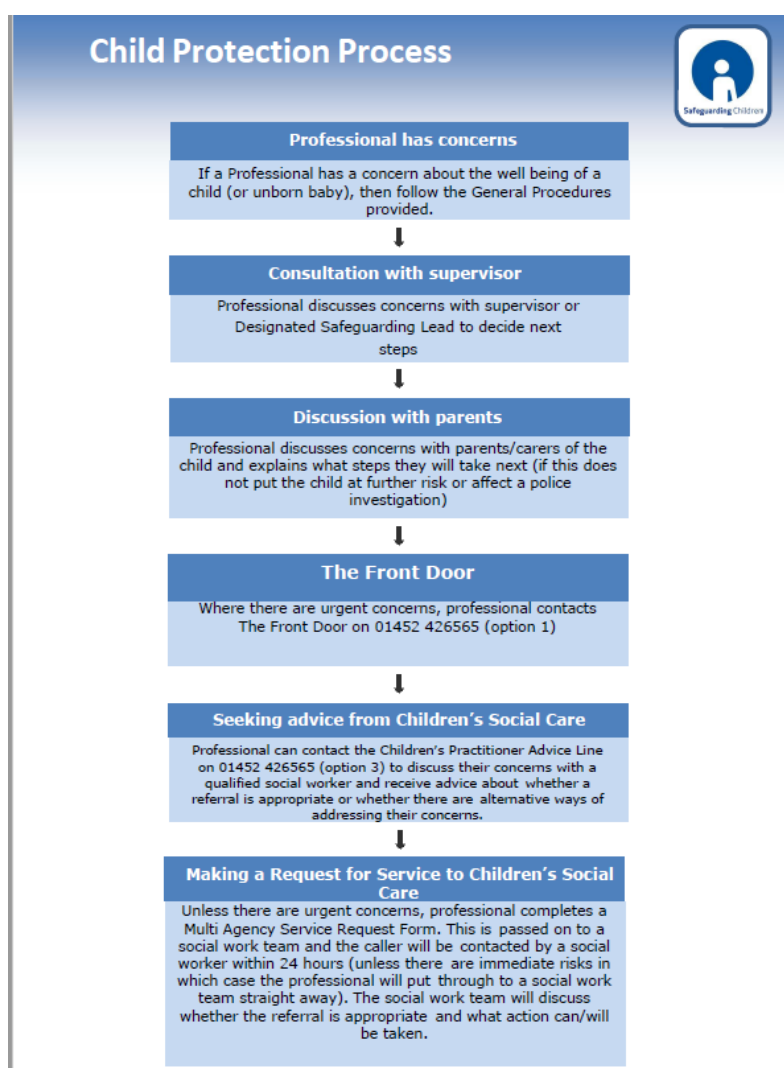 Child Protection Process
Safeguarding Children
Professional has concerns
If a Professional has a concern about the well being of a
child (or unborn baby), then follow the General Procedures
provided.
Consultation with supervisor
Professional discusses concerns with supervisor or
Designated Safeguarding Lead to decide next
steps
Discussion with parents
Professional discusses concerns with parents/carers of the
child and explains what steps they will take next (if this does
not put the child at further risk or affect a police
investigation)
The Front Door
Where there are urgent concerns, professional contacts
The Front Door on 01452 426565 (option 1)
Seeking advice from Children’s Social Care
Professional can contact the Children’s Practitioner Advice Line
on 01452 426565 (option 3) to discuss their concerns with a
qualified social worker and receive advice about whether a
referral is appropriate or whether there are alternative ways of
addressing their concerns.
Making a Request for Service to Children’s Social
Care
Unless there are urgent concerns, professional completes a
Multi Agency Service Request Form. This is passed on to a
social work team and the caller will be contacted by a social
worker within 24 hours (unless there are immediate risks in
which case the professional will put through to a social work
team straight away). The social work team will discuss
whether the referral is appropriate and what action can/will
be taken.